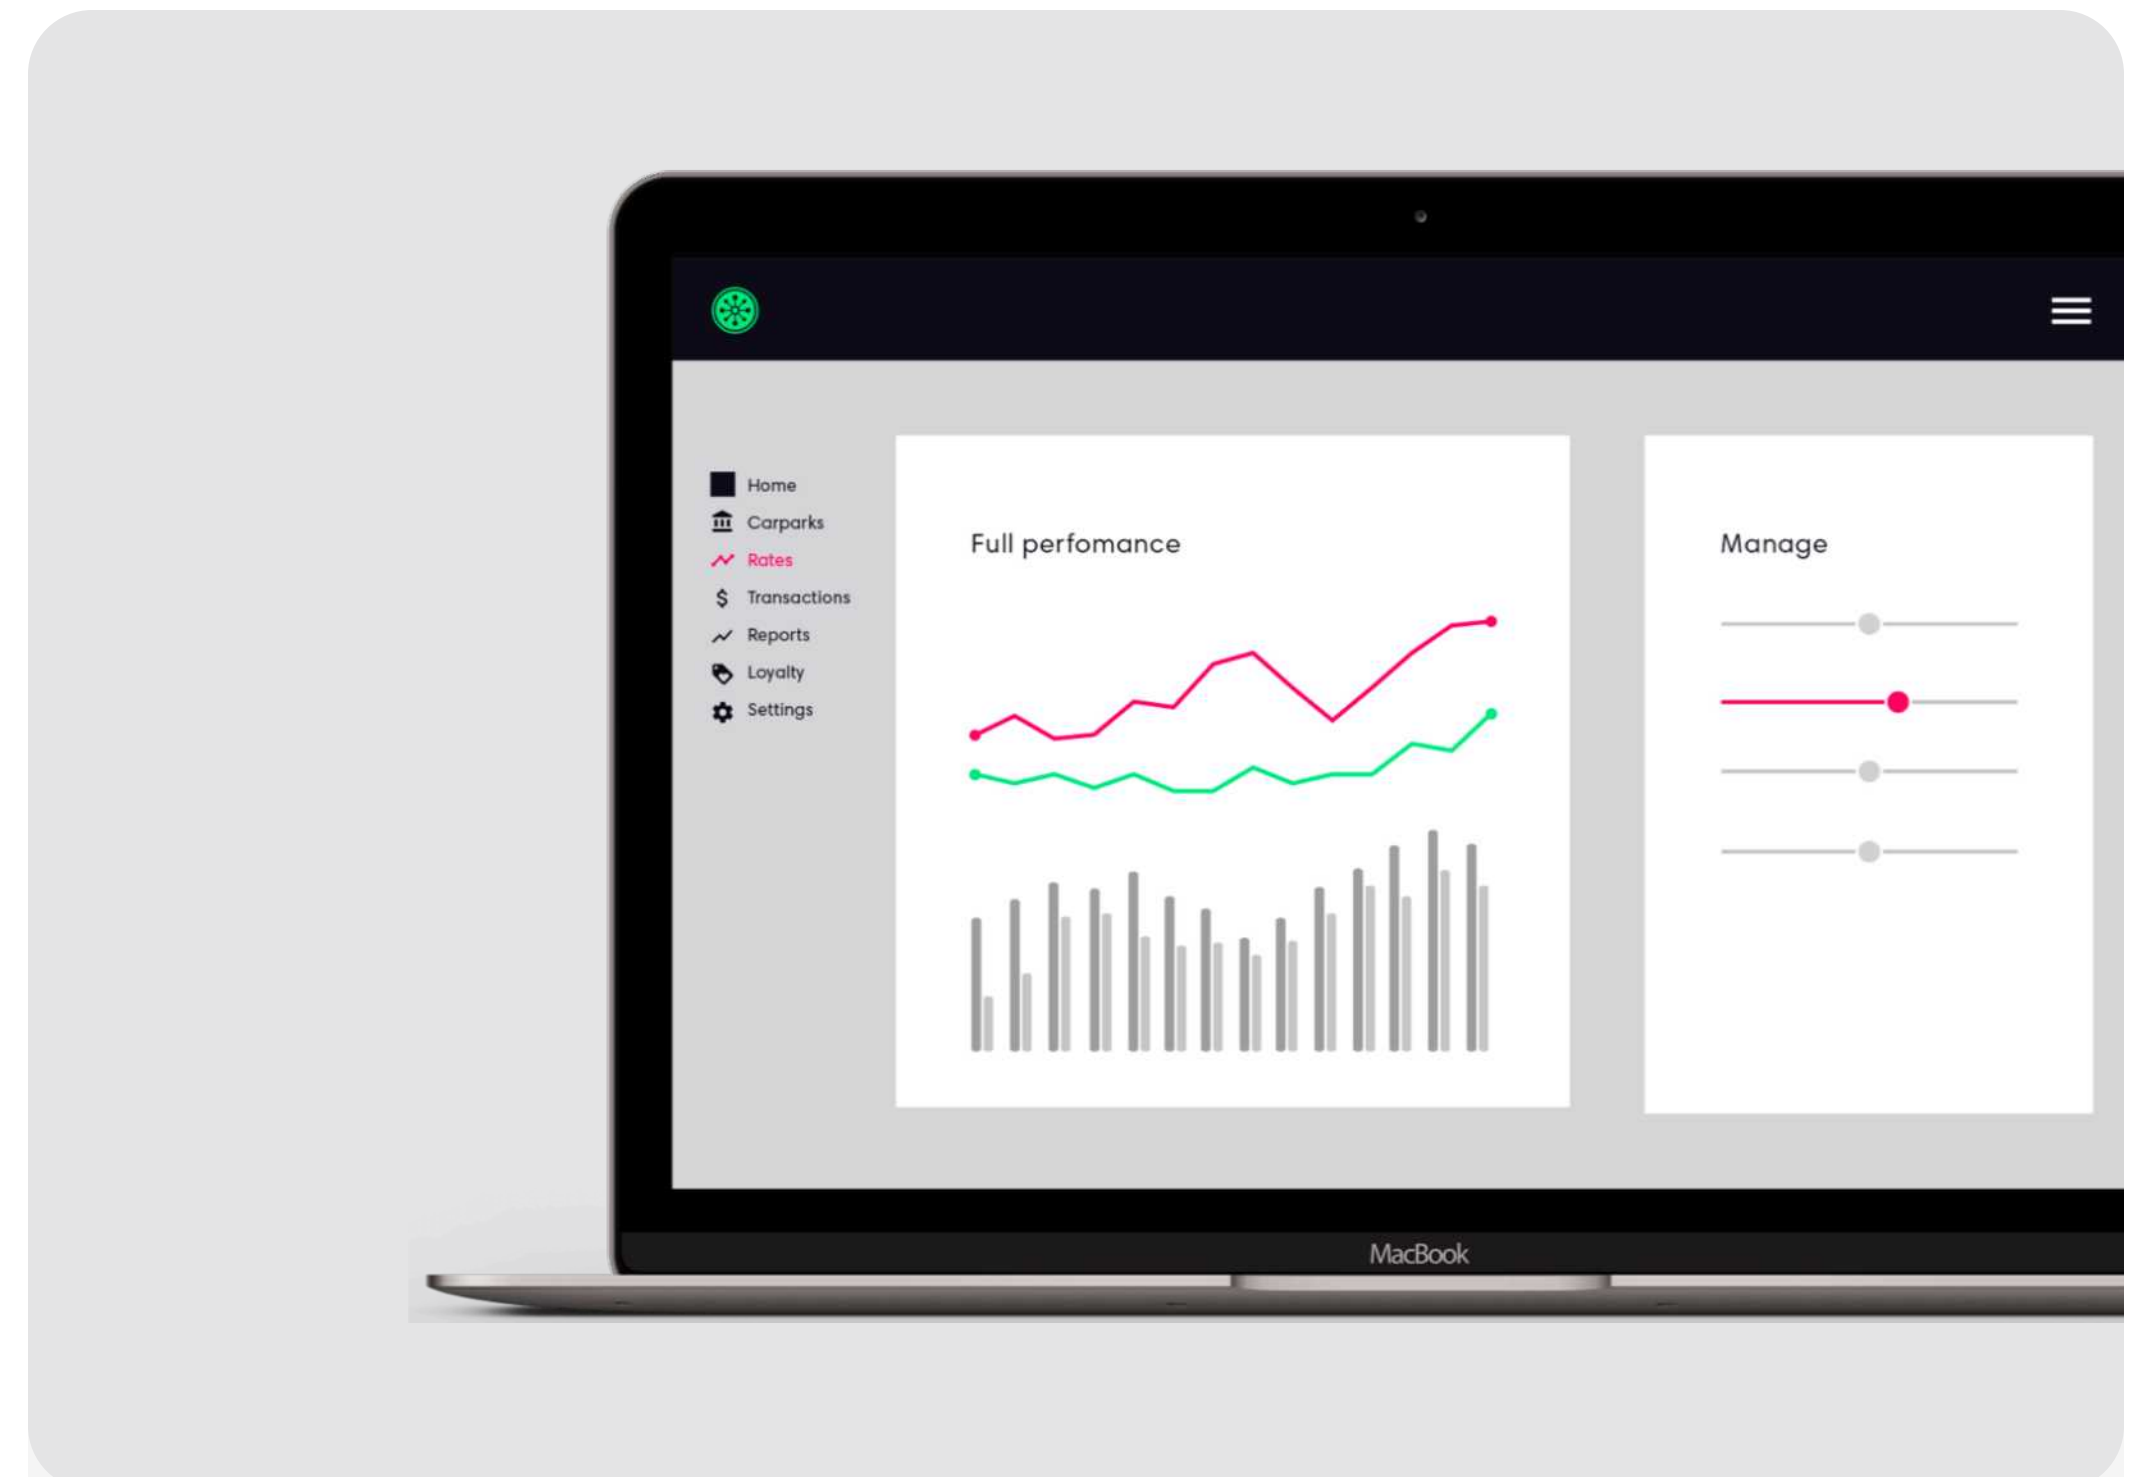 Home
Carparks
Rates
Transactions
Reports
Loyalty
Settings
Full perfomance
Manage
MacBook